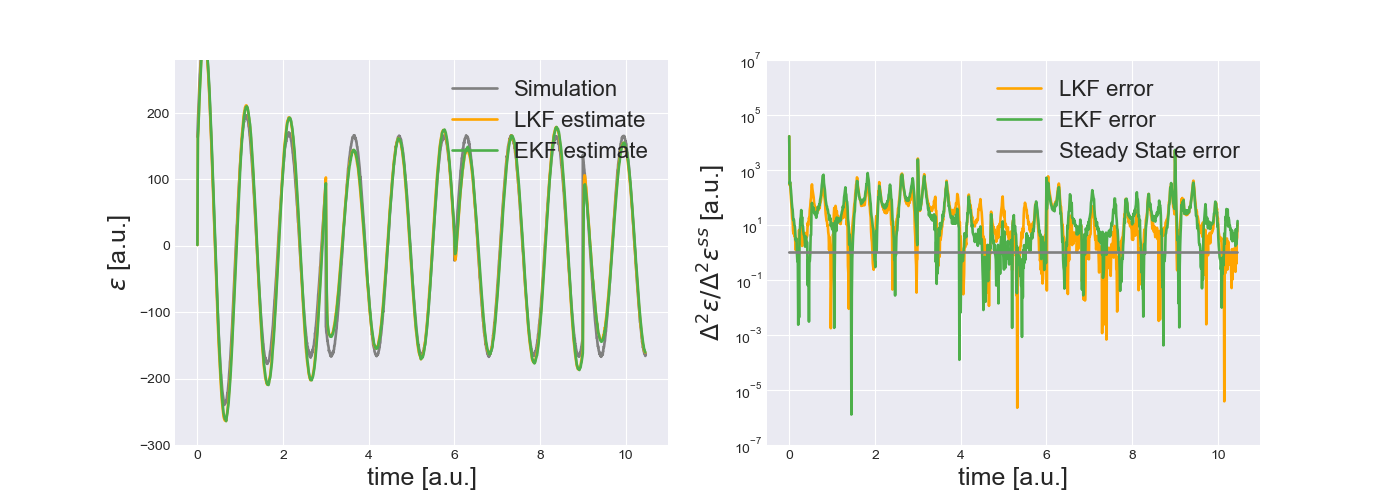 Simulation
LKF estimate
EKF estimate
200
100
0
−100
−200
−300
0 2 4 6 8 10
ε [a.u.]
time [a.u.]
LKF error
EKF error
Steady State error
10^7
10^5
10^3
10^1
10^−1
10^−3
10^−5
10^−7
0 2 4 6 8 10
Δ²ε/Δ²ε^ss [a.u.]
time [a.u.]